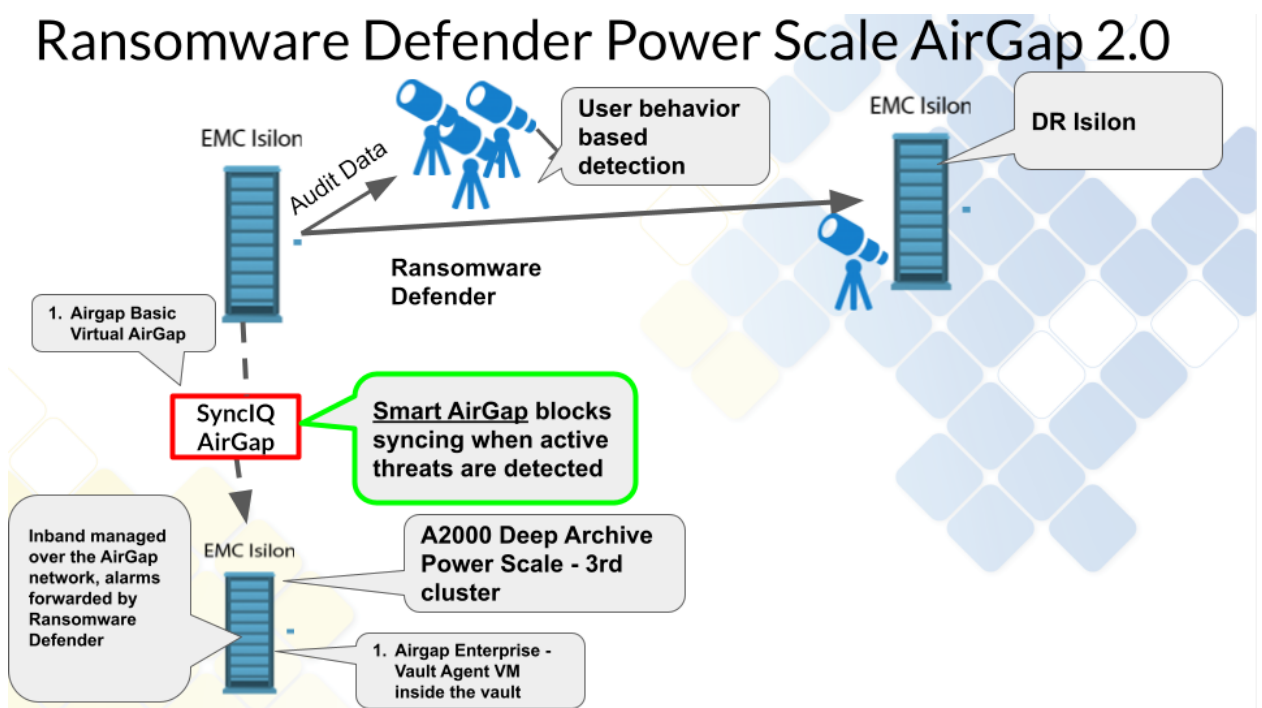 Ransomware Defender Power Scale AirGap 2.0
EMC Isilon
Audit Data
User behavior
based
detection
EMC Isilon
DR Isilon
Ransomware
Defender
1. Airgap Basic
Virtual AirGap
SyncIQ
AirGap
Smart AirGap blocks
syncing when active
threats are detected
Inband managed
over the AirGap
network, alarms
forwarded by
Ransomware
Defender
EMC Isilon
A2000 Deep Archive
Power Scale - 3rd
cluster
1. Airgap Enterprise -
Vault Agent VM
inside the vault